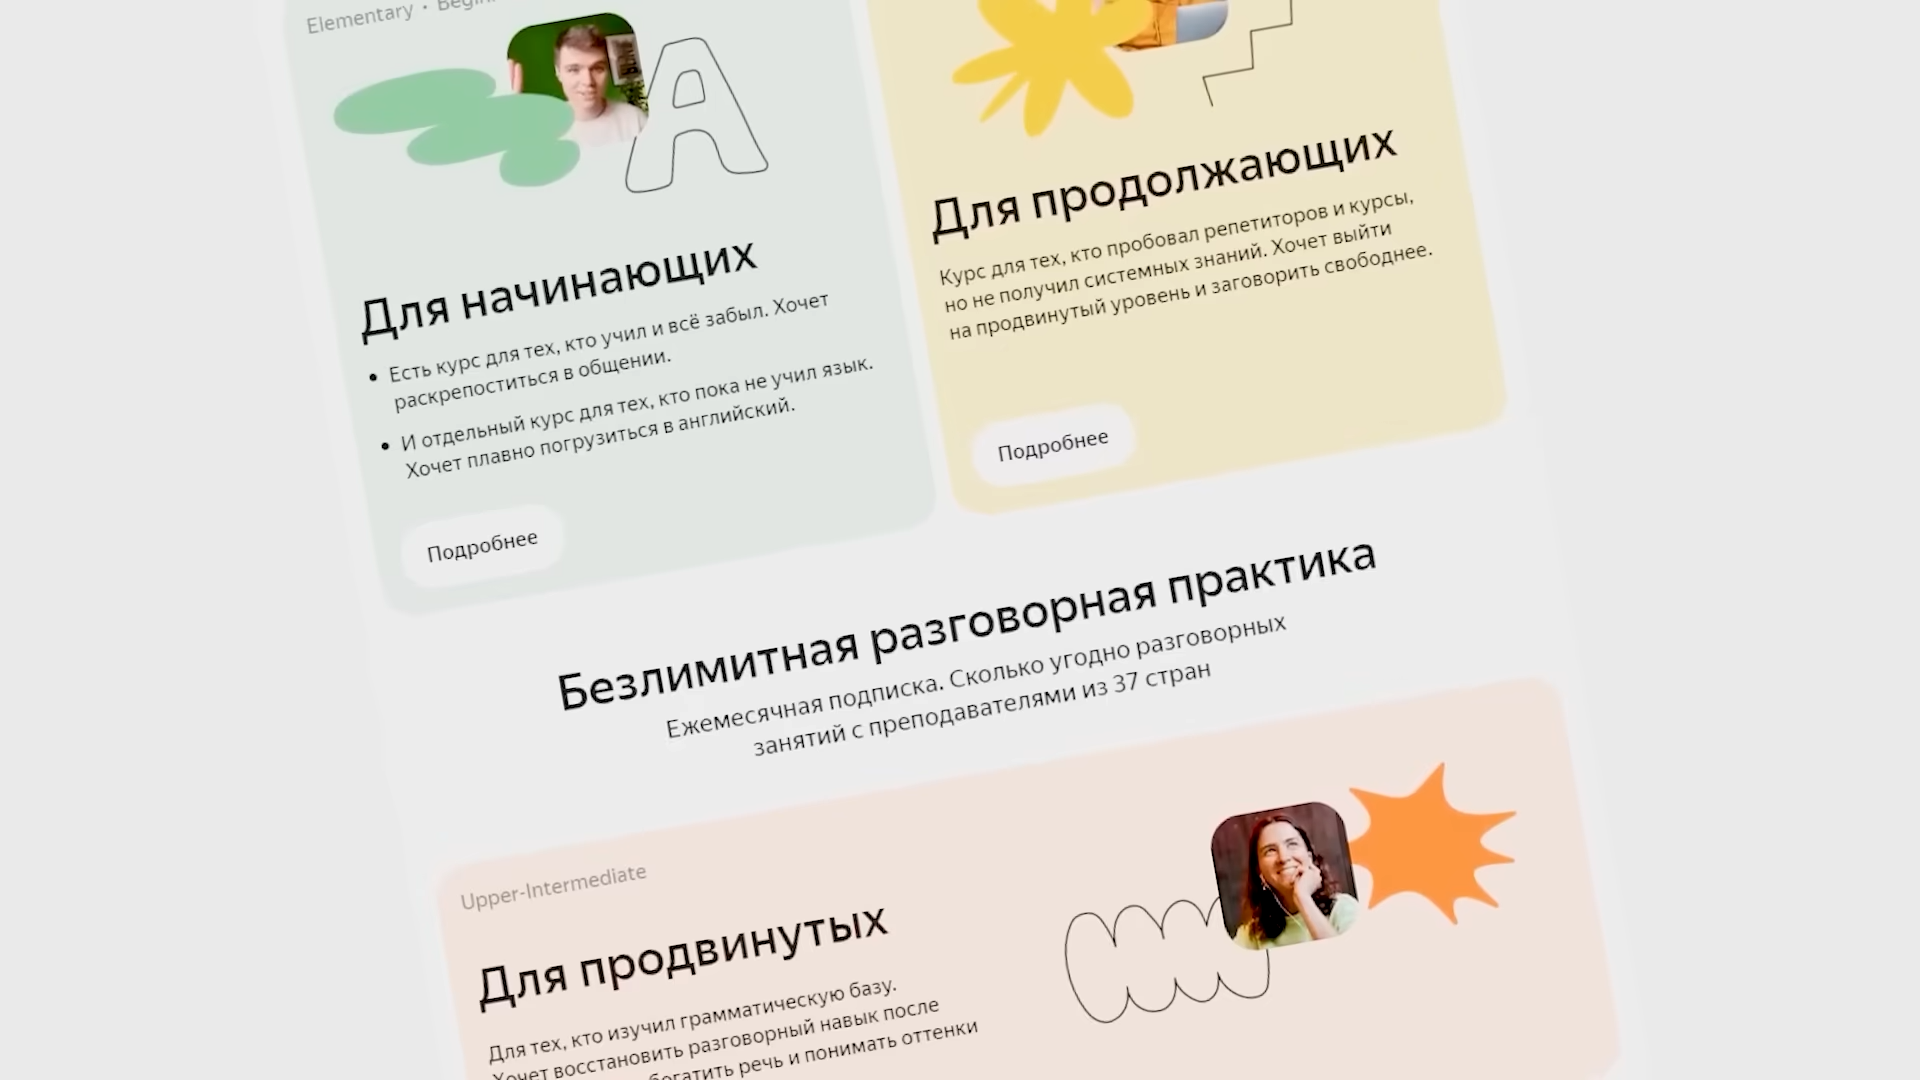 Elementary •
Для начинающих
• Есть курс для тех, кто учил и всё забыл. Хочет
раскрепоститься в общении.
• И отдельный курс для тех, кто пока не учил язык.
Хочет плавно погрузиться в английский.
Подробнее
Для продолжающих
Курс для тех, кто пробовал репетиторов и курсы,
но не получил системных знаний. Хочет выйти
на продвинутый уровень и заговорить свободнее.
Подробнее
Безлимитная разговорная практика
Ежемесячная подписка. Сколько угодно разговорных
занятий с преподавателями из 37 стран
Upper-Intermediate
Для продвинутых
Для тех, кто изучил грамматическую базу.
Хочет восстановить разговорный навык после
речь и понимать оттенки